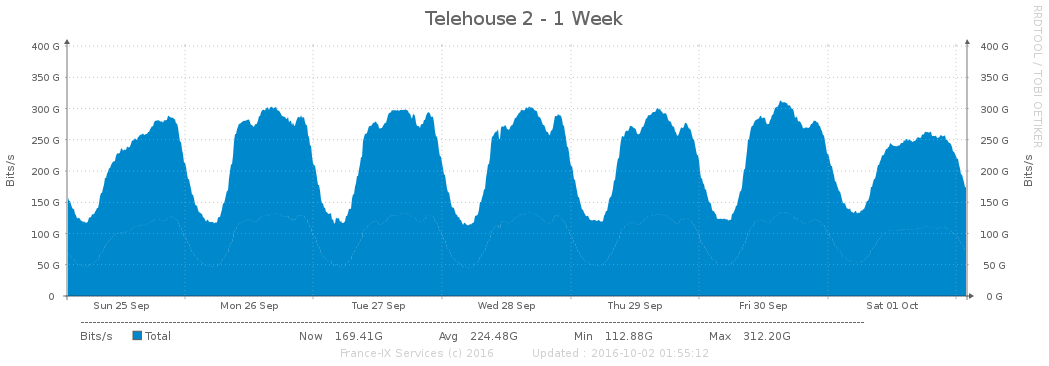 Telehouse 2 - 1 Week
RRDTOOL / TOBI OETIKER
Bits/s
400 G 400 G
350 G 350 G
300 G 300 G
250 G 250 G
200 G 200 G
150 G 150 G
100 G 100 G
50 G 50 G
0 0 G
Bits/s
Sun 25 Sep Mon 26 Sep Tue 27 Sep Wed 28 Sep Thu 29 Sep Fri 30 Sep Sat 01 Oct
Bits/s Total Now 169.41G Avg 224.48G Min 112.88G Max 312.20G
France-IX Services (c) 2016 Updated : 2016-10-02 01:55:12